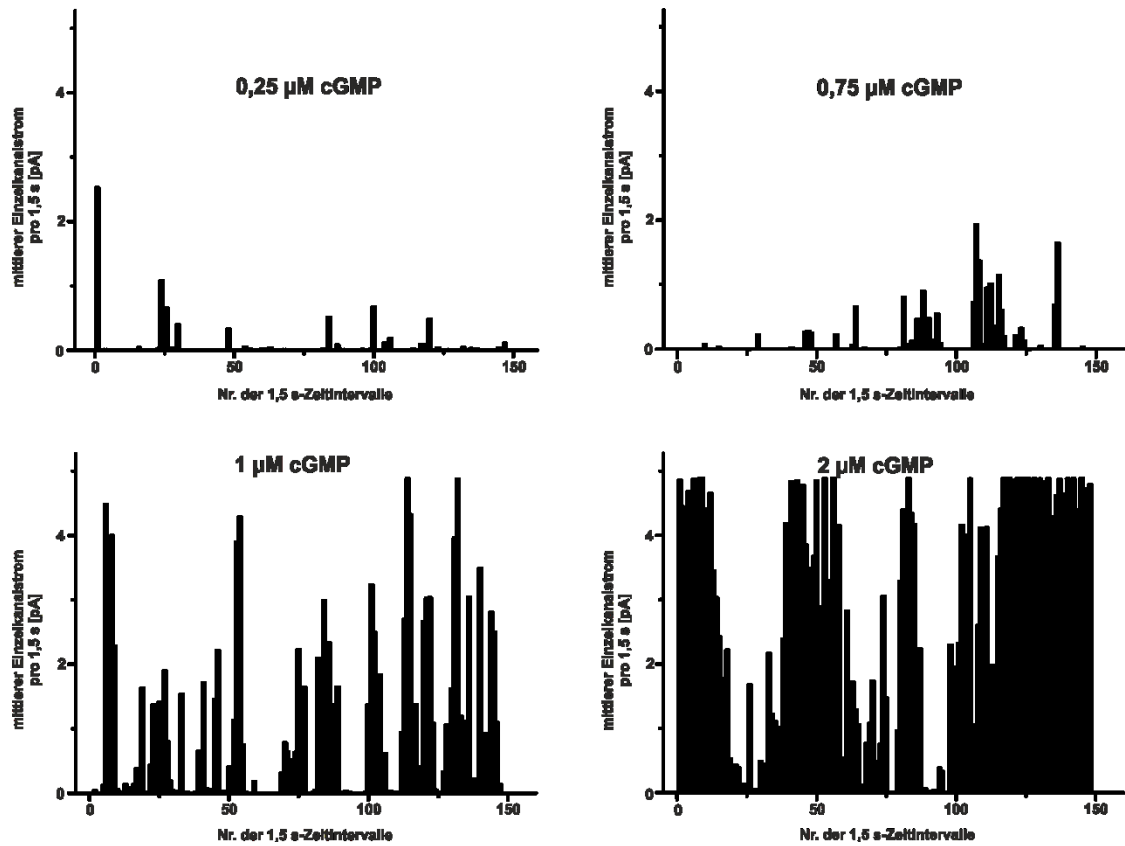 0,25 µM cGMP
mittlerer Einzelkanalstrom
pro 1,5 s [pA]
4
2
0
0
50
100
150
Nr. der 1,5 s-Zeitintervalle
0,75 µM cGMP
mittlerer Einzelkanalstrom
pro 1,5 s [pA]
4
2
0
0
50
100
150
Nr. der 1,5 s-Zeitintervalle
1 µM cGMP
mittlerer Einzelkanalstrom
pro 1,5 s [pA]
4
2
0
0
50
100
150
Nr. der 1,5 s-Zeitintervalle
2 µM cGMP
mittlerer Einzelkanalstrom
pro 1,5 s [pA]
4
2
0
0
50
100
150
Nr. der 1,5 s-Zeitintervalle